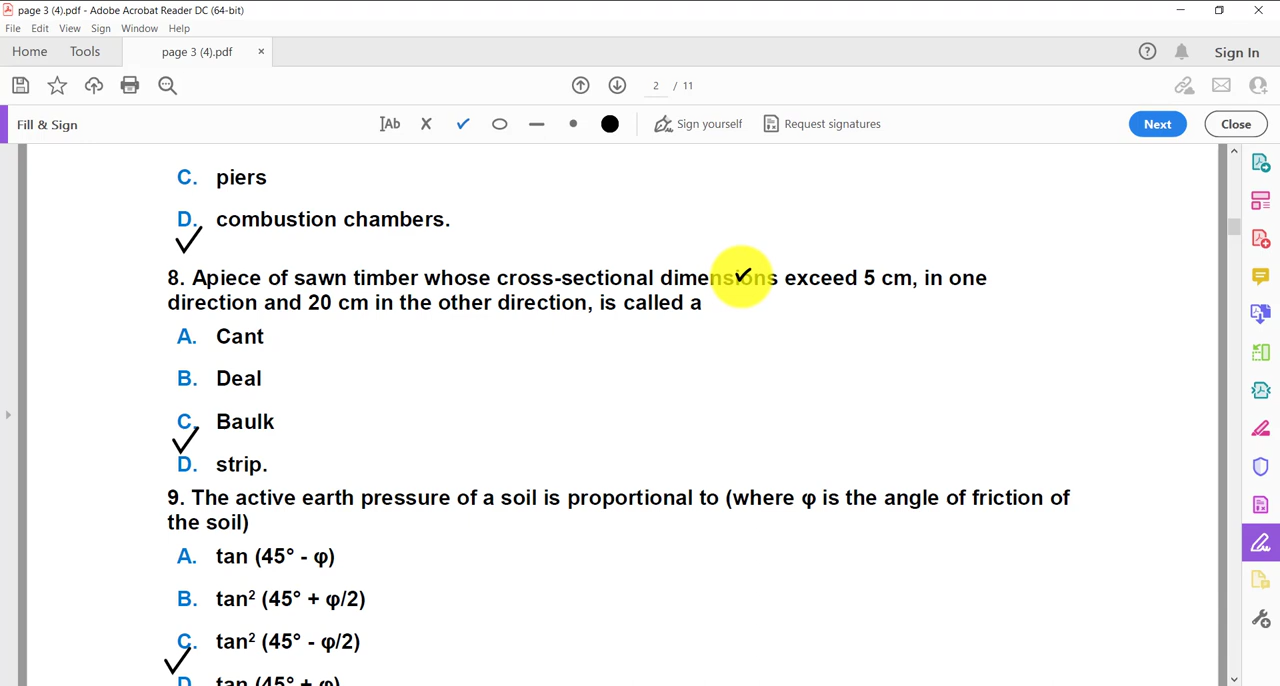 page 3 (4).pdf - Adobe Acrobat Reader DC (64-bit)
File Edit View Sign Window Help
Home Tools page 3 (4).pdf × Sign In
2 / 11
Fill & Sign IAb Sign yourself Request signatures Next Close
C. piers
D. combustion chambers.
8. Apiece of sawn timber whose cross-sectional dimensions exceed 5 cm, in one
direction and 20 cm in the other direction, is called a
A. Cant
B. Deal
C. Baulk
D. strip.
9. The active earth pressure of a soil is proportional to (where φ is the angle of friction of
the soil)
A. tan (45° - φ)
B. tan² (45° + φ/2)
C. tan² (45° - φ/2)
D. tan (45° + φ)